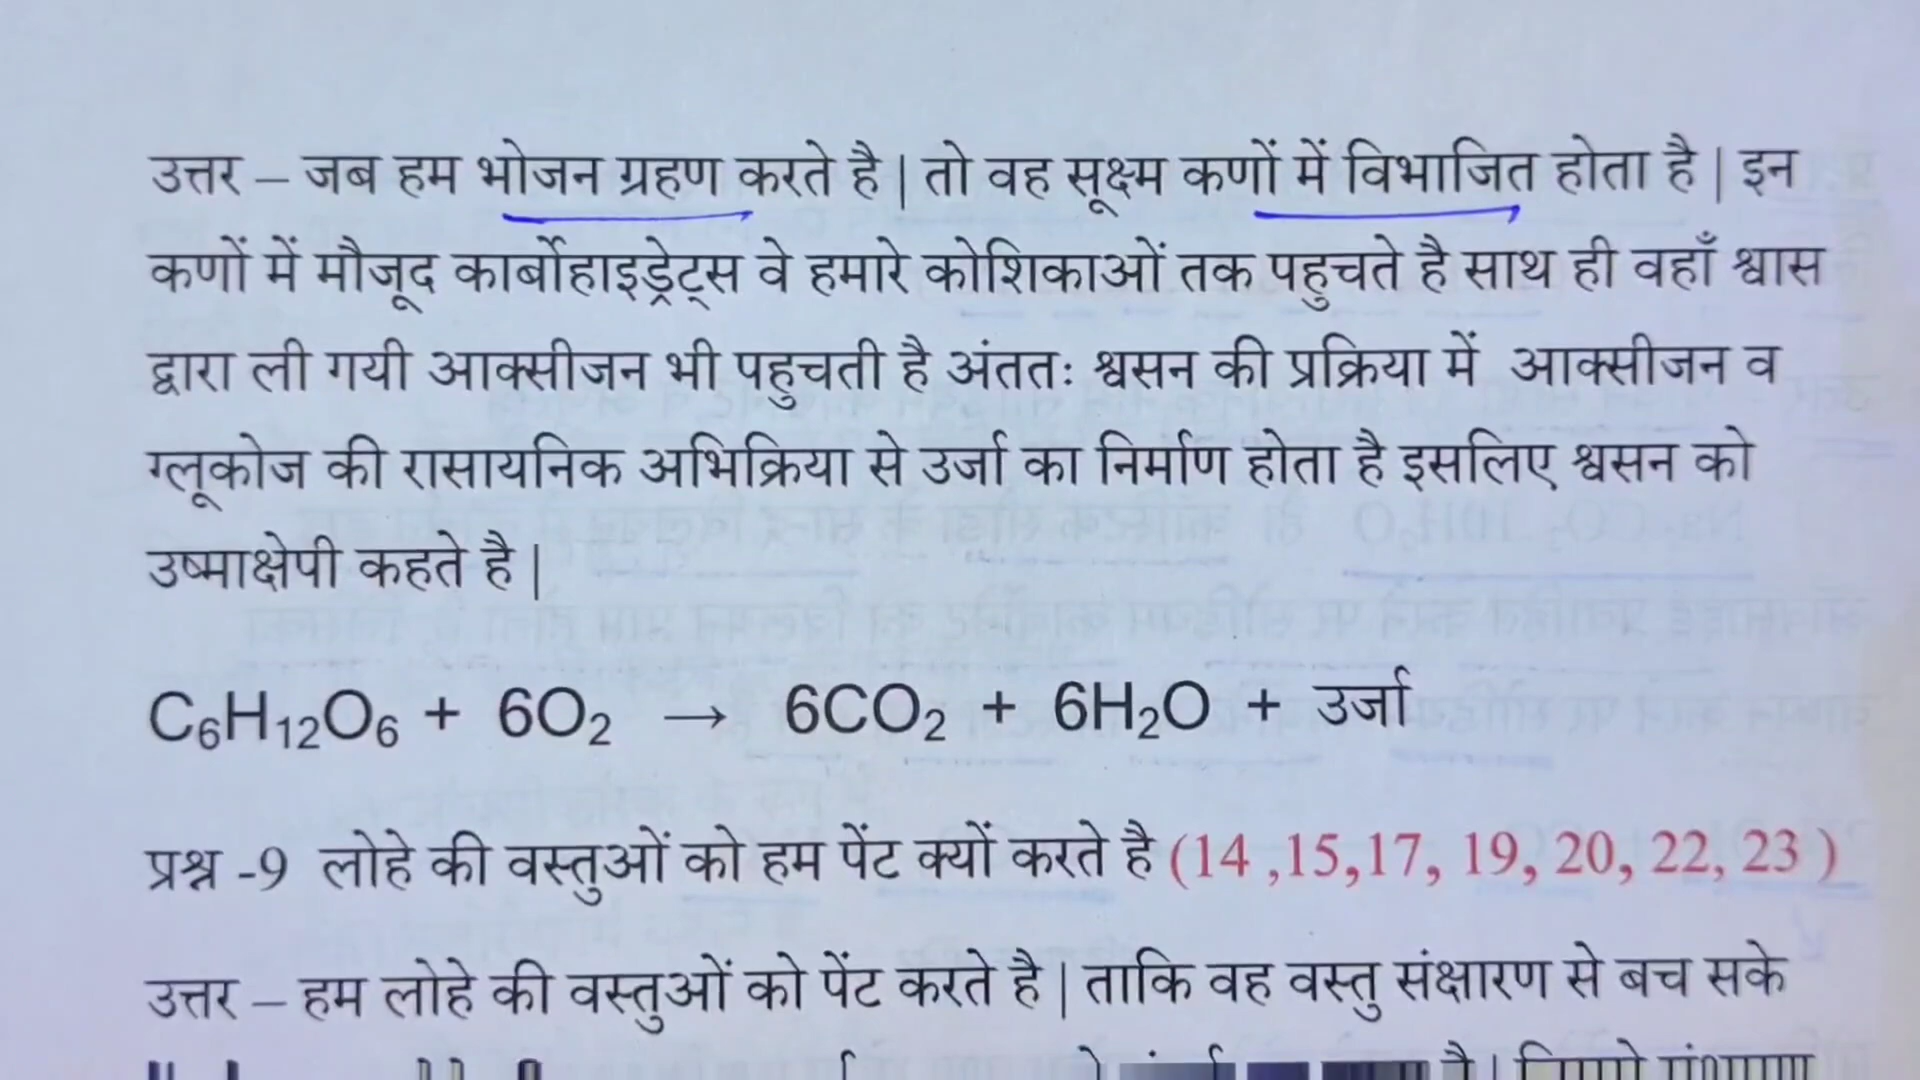 उत्तर – जब हम भोजन ग्रहण करते है | तो वह सूक्ष्म कणों में विभाजित होता है | इन
कणों में मौजूद कार्बोहाइड्रेट्स वे हमारे कोशिकाओं तक पहुचते है साथ ही वहाँ श्वास
द्वारा ली गयी आक्सीजन भी पहुचती है अंततः श्वसन की प्रक्रिया में आक्सीजन व
ग्लूकोज की रासायनिक अभिक्रिया से उर्जा का निर्माण होता है इसलिए श्वसन को
उष्माक्षेपी कहते है |
C₆H₁₂O₆ + 6O₂ → 6CO₂ + 6H₂O + उर्जा
प्रश्न -9 लोहे की वस्तुओं को हम पेंट क्यों करते है (14 ,15,17, 19, 20, 22, 23 )
उत्तर – हम लोहे की वस्तुओं को पेंट करते है | ताकि वह वस्तु संक्षारण से बच सके